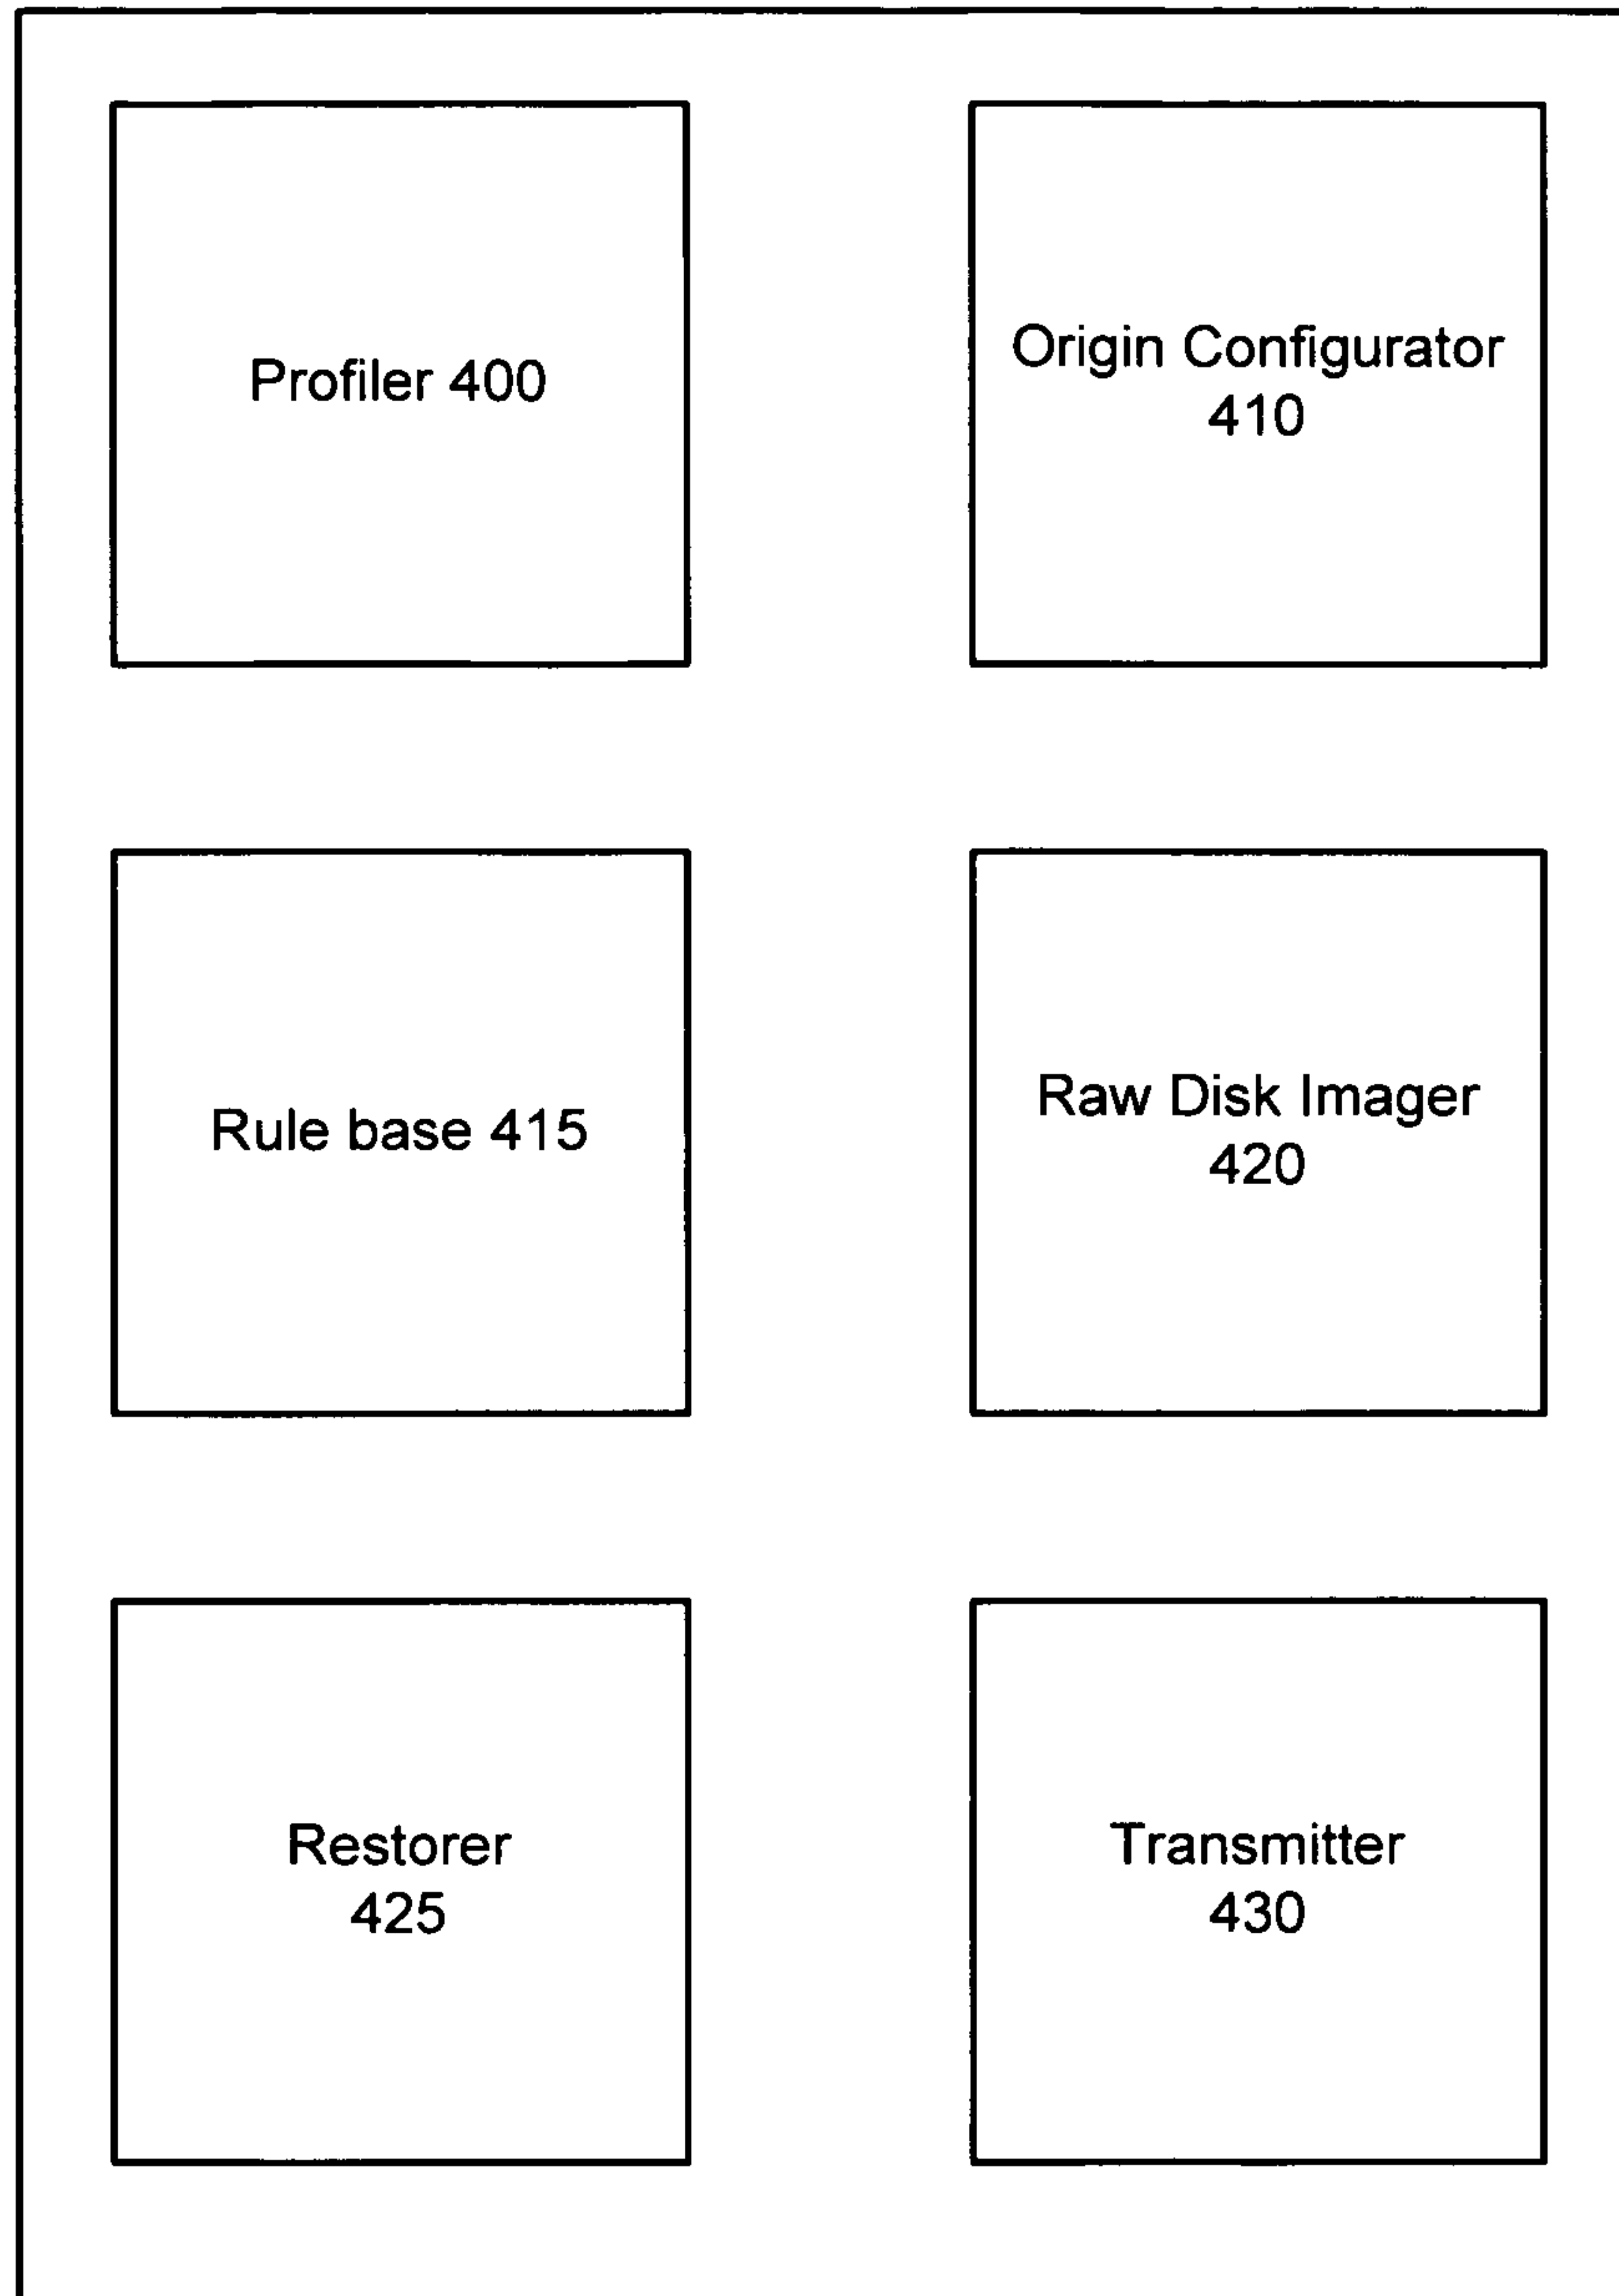 Profiler 400
Origin Configurator
410
Rule base 415
Raw Disk Imager
420
Restorer
425
Transmitter
430